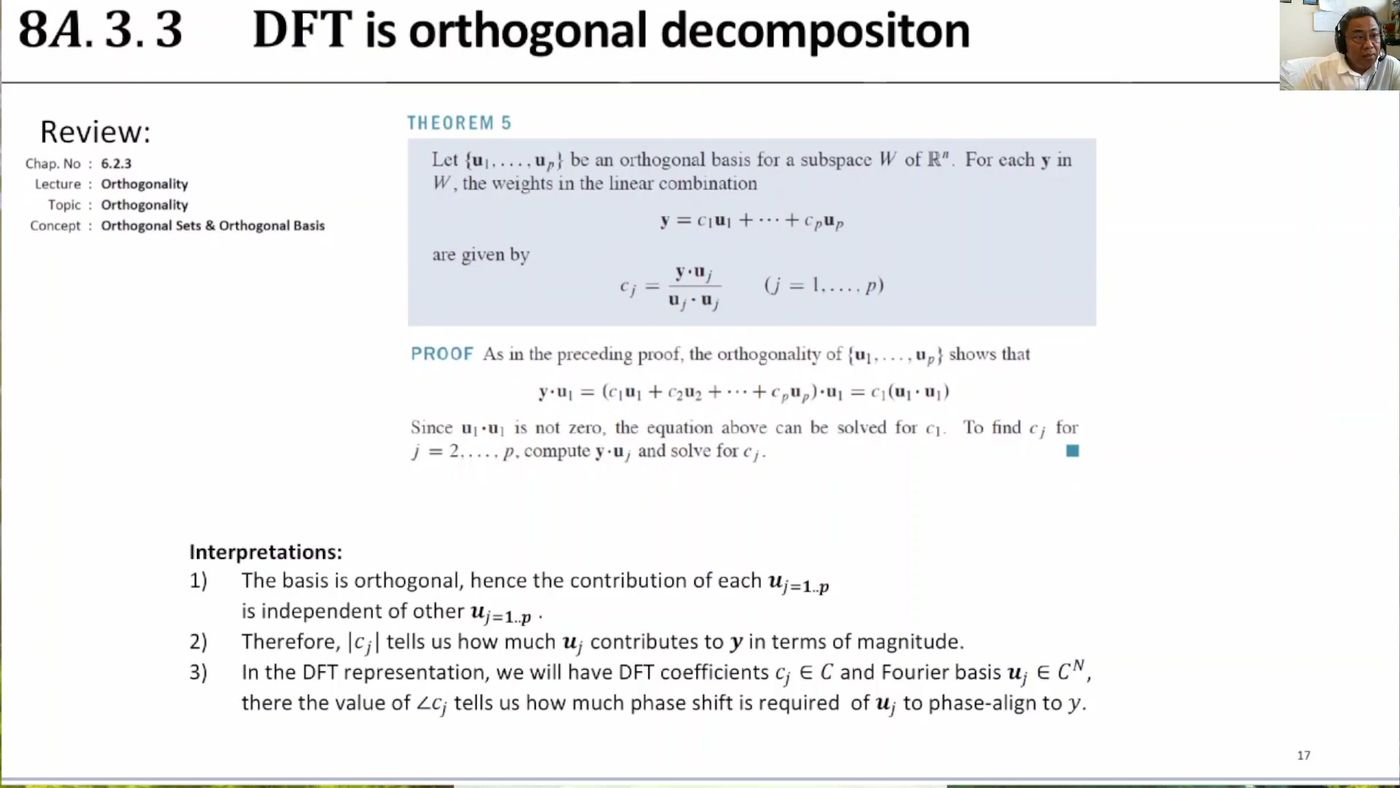 8A.3.3 DFT is orthogonal decompositon
Review:
Chap. No : 6.2.3
Lecture : Orthogonality
Topic : Orthogonality
Concept : Orthogonal Sets & Orthogonal Basis
THEOREM 5
Let {u₁,....,uₚ} be an orthogonal basis for a subspace W of ℝⁿ. For each y in
W, the weights in the linear combination
y = c₁u₁ + ··· + cₚuₚ
are given by
cⱼ = (y·uⱼ)/(uⱼ·uⱼ) (j = 1,...., p)
PROOF As in the preceding proof, the orthogonality of {u₁,....,uₚ} shows that
y·u₁ = (c₁u₁ + c₂u₂ + ··· + cₚuₚ)·u₁ = c₁(u₁·u₁)
Since u₁·u₁ is not zero, the equation above can be solved for c₁. To find cⱼ for
j = 2,...., p, compute y·uⱼ and solve for cⱼ.
Interpretations:
1) The basis is orthogonal, hence the contribution of each uⱼ₌₁..ₚ
is independent of other uⱼ₌₁..ₚ .
2) Therefore, |cⱼ| tells us how much uⱼ contributes to y in terms of magnitude.
3) In the DFT representation, we will have DFT coefficients cⱼ ∈ C and Fourier basis uⱼ ∈ Cᴺ,
there the value of ∠cⱼ tells us how much phase shift is required of uⱼ to phase-align to y.
17